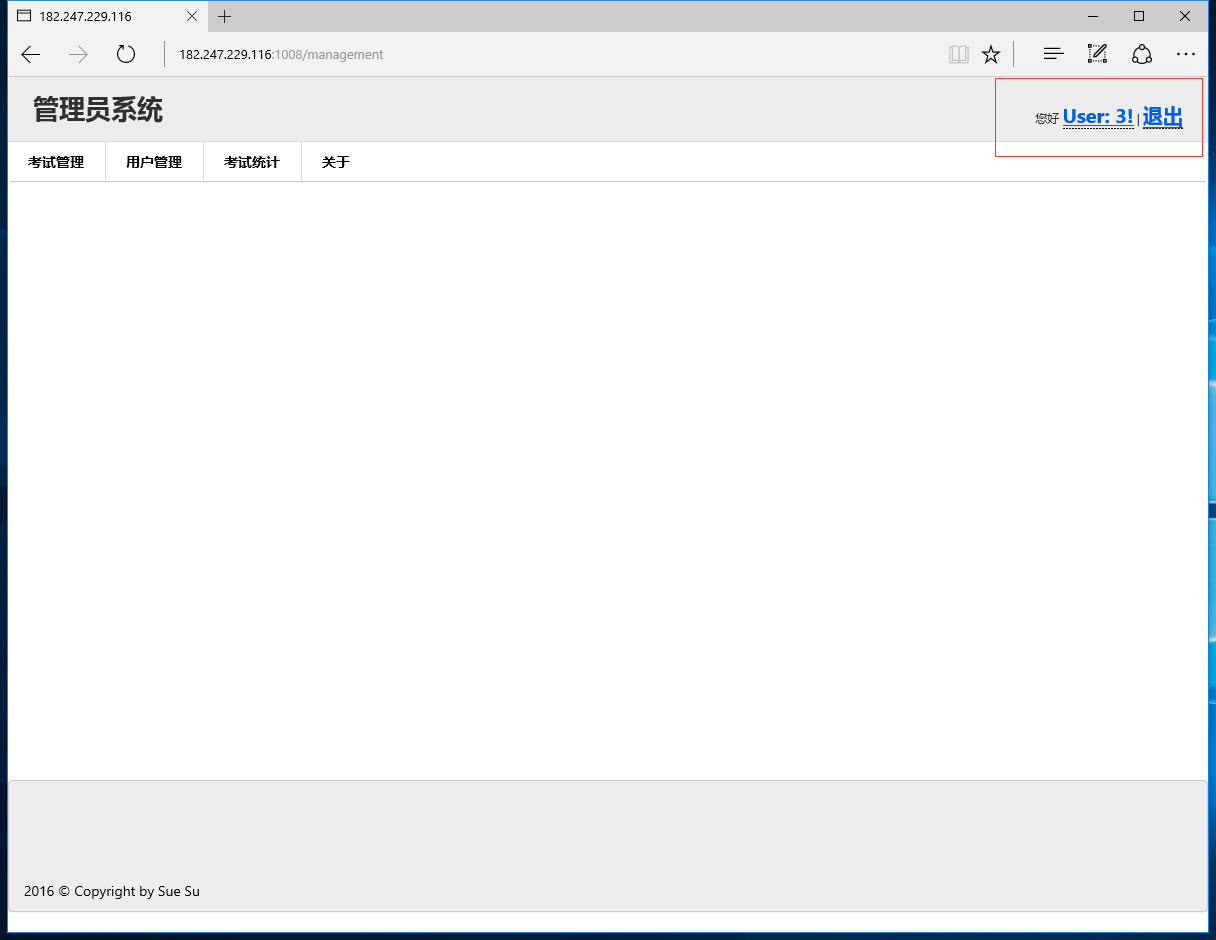 182.247.229.116
182.247.229.116:1008/management
管理员系统
您好 User: 3! | 退出
考试管理 用户管理 考试统计 关于
2016 © Copyright by Sue Su